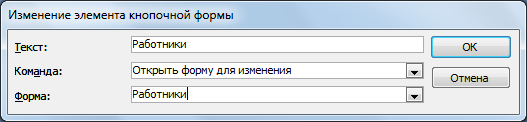 Изменение элемента кнопочной формы
Текст: Работники OK
Команда: Открыть форму для изменения
Отмена
Форма: Работники